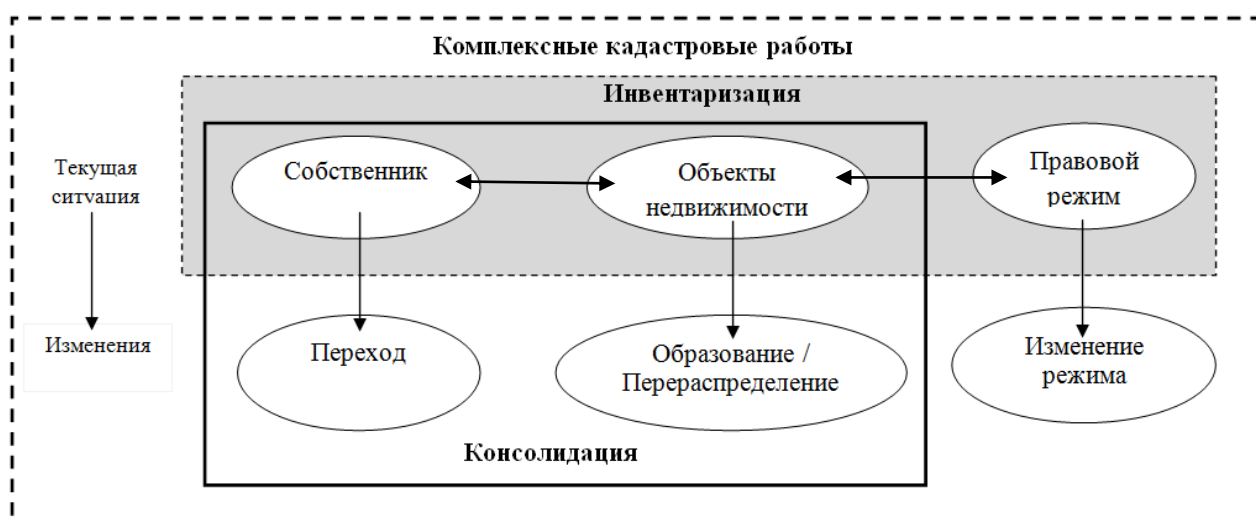 Комплексные кадастровые работы
Инвентаризация
Текущая
ситуация
Собственник
Объекты
недвижимости
Правовой
режим
Изменения
Переход
Образование /
Перераспределение
Изменение
режима
Консолидация